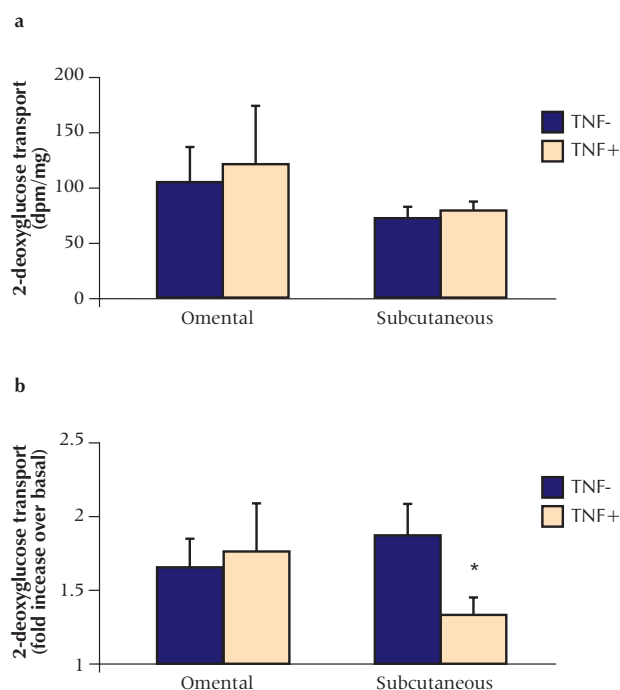 a
2-deoxyglucose transport
(dpm/mg)
200
150
100
50
0
TNF-
TNF+
Omental
Subcutaneous
b
2-deoxyglucose transport
(fold incease over basal)
2.5
2
1.5
1
*
TNF-
TNF+
Omental
Subcutaneous